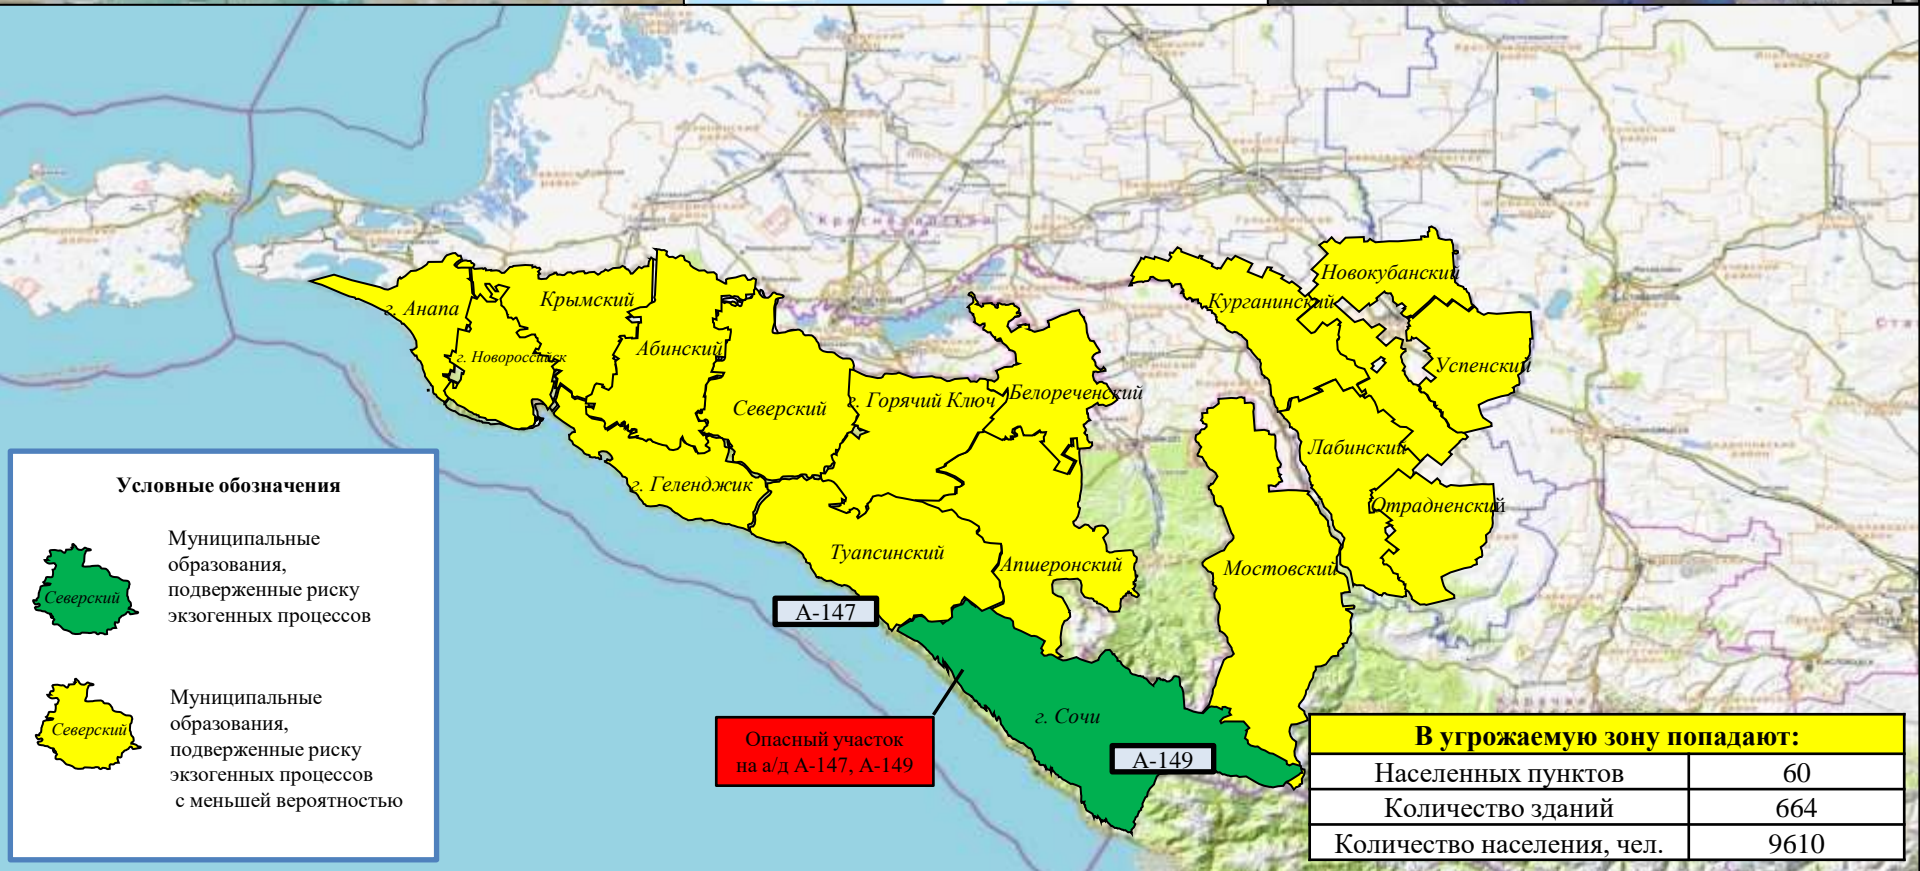 Новокубанский
Курганинский
г. Анапа
Крымский
г. Новороссийск
Абинский
Успенский
Северский
г. Горячий Ключ
Белореченский
Лабинский
г. Геленджик
Отрадненский
Туапсинский
Апшеронский
Мостовский
А-147
г. Сочи
А-149
Опасный участок
на а/д А-147, А-149
Условные обозначения
Северский
Муниципальные
образования,
подверженные риску
экзогенных процессов
Северский
Муниципальные
образования,
подверженные риску
экзогенных процессов
с меньшей вероятностью
В угрожаемую зону попадают:
Населенных пунктов 60
Количество зданий 664
Количество населения, чел. 9610